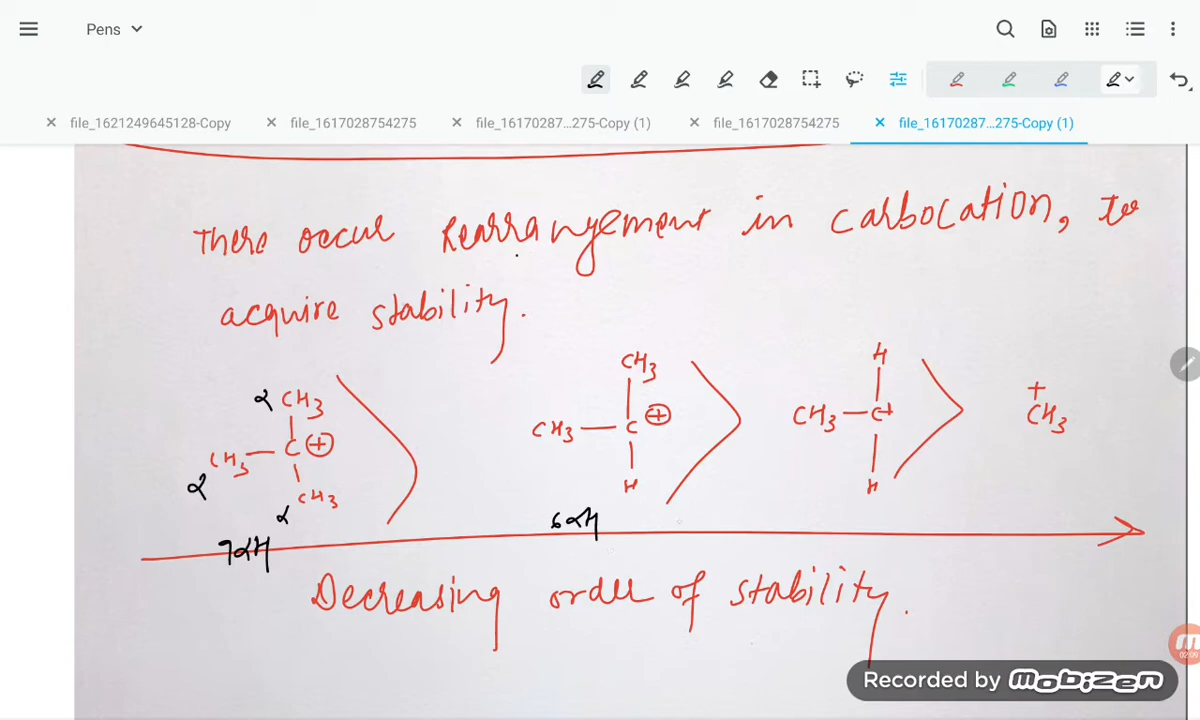 Pens
file_1621249645128-Copy
file_1617028754275
file_16170287...275-Copy (1)
file_1617028754275
file_16170287...275-Copy (1)
There occur Rearrangement in carbocation, to
acquire stability.
α CH3
CH3 — C ⊕
α CH3
α
9αH
CH3
CH3 — C ⊕
H
6αH
H
CH3 — C+
H
+
CH3
Decreasing order of stability.
Recorded by mobizen